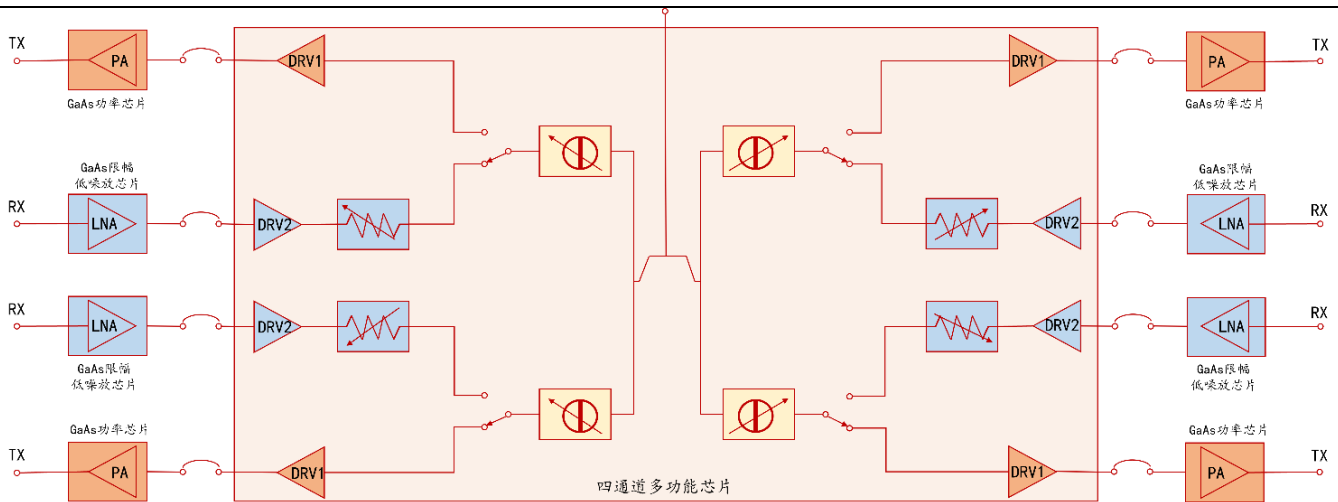 TX
PA
DRV1
DRV1
PA
TX
GaAs功率芯片
GaAs功率芯片
GaAs限幅
低噪放芯片
GaAs限幅
低噪放芯片
RX
LNA
DRV2
DRV2
LNA
RX
RX
LNA
DRV2
DRV2
LNA
RX
GaAs限幅
低噪放芯片
GaAs限幅
低噪放芯片
GaAs功率芯片
GaAs功率芯片
TX
PA
DRV1
DRV1
PA
TX
四通道多功能芯片